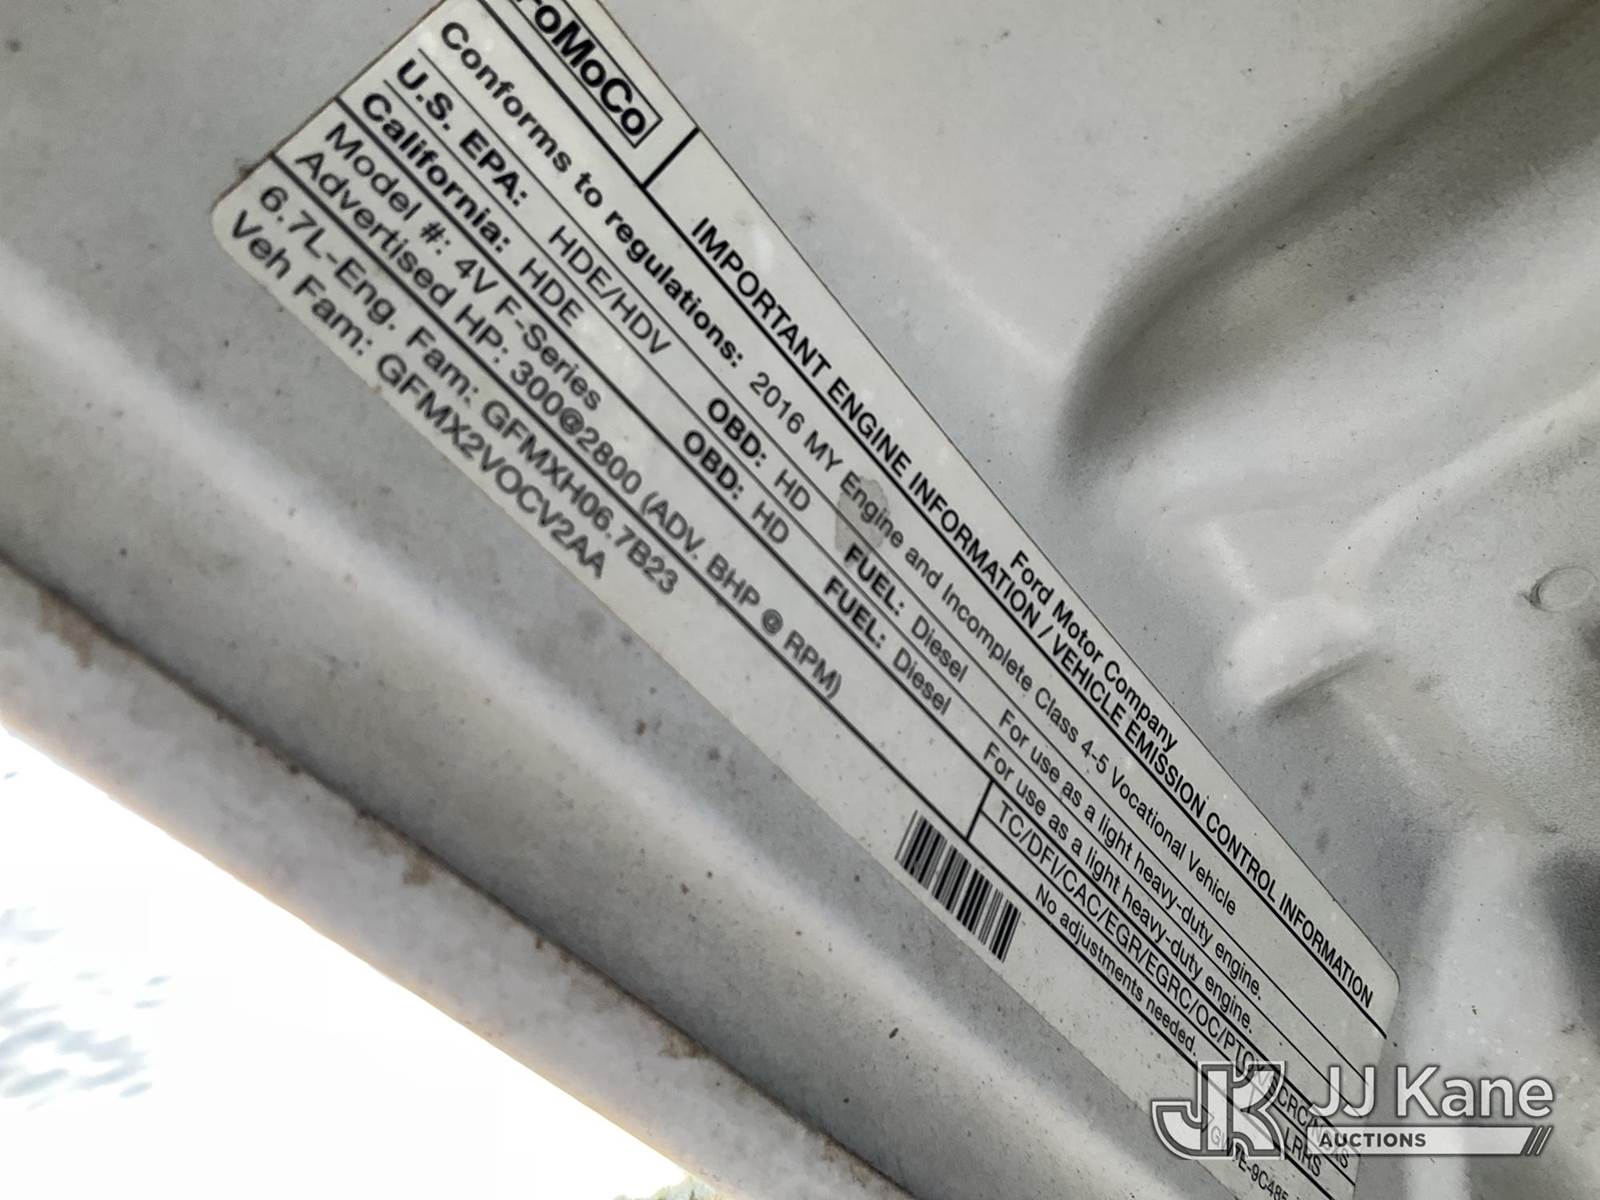 FoMoCo
Ford Motor Company
IMPORTANT ENGINE INFORMATION / VEHICLE EMISSION CONTROL INFORMATION
Conforms to regulations: 2016 MY Engine and Incomplete Class 4-5 Vocational Vehicle
U.S. EPA: HDE/HDV OBD: HD FUEL: Diesel For use as a light heavy-duty engine.
California: HDE OBD: HD FUEL: Diesel For use as a light heavy-duty engine.
Model #: 4V F-Series
Advertised HP: 300@2800 (ADV. BHP @ RPM)
TC/DFI/CAC/EGR/EGRC/OC/PTOX
No adjustments needed.
6.7L-Eng. Fam: GFMXH06.7B23
Veh Fam: GFMX2VOCV2AA
LRHS
JJ Kane
AUCTIONS